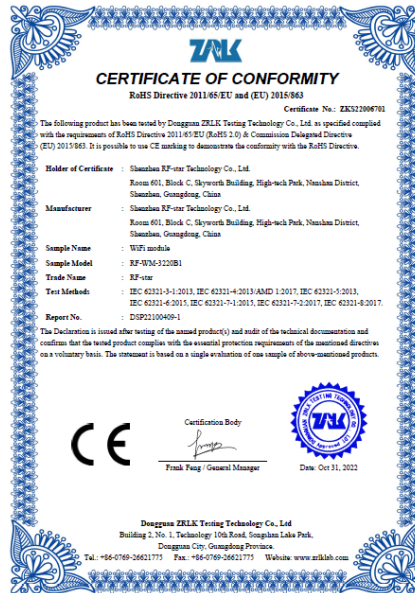 ZRLK
CERTIFICATE OF CONFORMITY
RoHS Directive 2011/65/EU and (EU) 2015/863
Certificate No.: ZKS22006701
The following product has been tested by Dongguan ZRLK Testing Technology Co., Ltd. as specified complied
with the requirements of RoHS Directive 2011/65/EU (RoHS 2.0) & Commission Delegated Directive
(EU) 2015/863. It is possible to use CE marking to demonstrate the conformity with the RoHS Directive.
Holder of Certificate : Shenzhen RF-star Technology Co., Ltd.
Room 601, Block C, Skyworth Building, High-tech Park, Nanshan District,
Shenzhen, Guangdong, China
Manufacturer : Shenzhen RF-star Technology Co., Ltd.
Room 601, Block C, Skyworth Building, High-tech Park, Nanshan District,
Shenzhen, Guangdong, China
Sample Name : WiFi module
Sample Model : RF-WM-3220B1
Trade Name : RF-star
Test Methods : IEC 62321-3-1:2013, IEC 62321-4:2013/AMD 1:2017, IEC 62321-5:2013,
IEC 62321-6:2015, IEC 62321-7-1:2015, IEC 62321-7-2:2017, IEC 62321-8:2017.
Report No. : DSP22100409-1
The Declaration is issued after testing of the named product(s) and audit of the technical documentation and
confirms that the tested product complies with the essential protection requirements of the mentioned directives
on a voluntary basis. The statement is based on a single evaluation of one sample of above-mentioned products.
CE
Certification Body
Frank Feng / General Manager
ZRLK
Approved
Date: Oct 31, 2022
Dongguan ZRLK Testing Technology Co., Ltd
Building 2, No. 1, Technology 10th Road, Songshan Lake Park,
Dongguan City, Guangdong Province.
Tel.: +86-0769-26621775 Fax.: +86-0769-26621775 Website: www.zrlklab.com